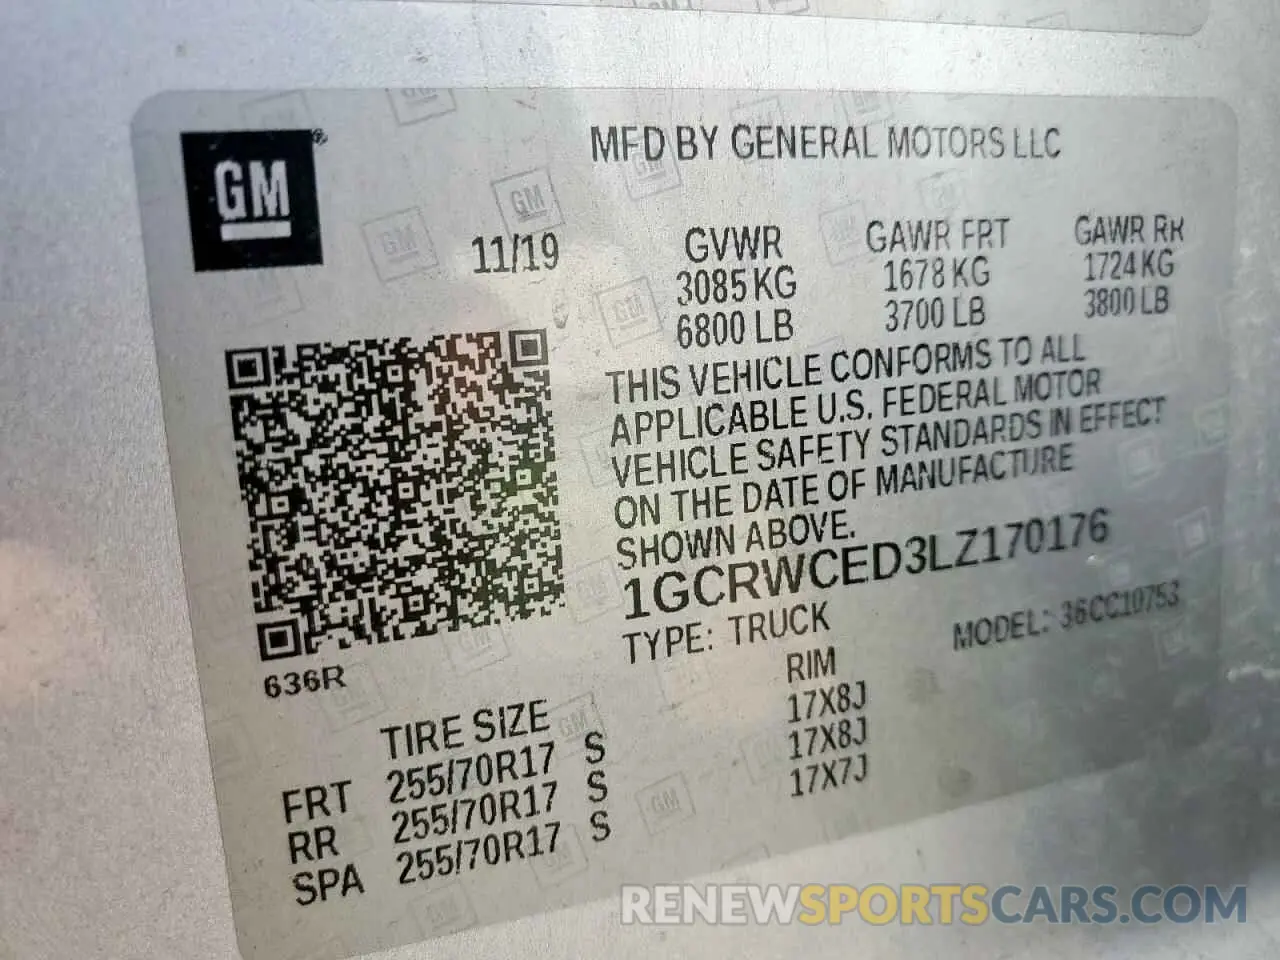 GM
MFD BY GENERAL MOTORS LLC
11/19
GVWR GAWR FRT GAWR RR
3085 KG 1678 KG 1724 KG
6800 LB 3700 LB 3800 LB
THIS VEHICLE CONFORMS TO ALL
APPLICABLE U.S. FEDERAL MOTOR
VEHICLE SAFETY STANDARDS IN EFFECT
ON THE DATE OF MANUFACTURE
SHOWN ABOVE.
1GCRWCED3LZ170176
TYPE: TRUCK MODEL: 36CC10753
636R
TIRE SIZE RIM
FRT 255/70R17 S 17X8J
RR 255/70R17 S 17X8J
SPA 255/70R17 S 17X7J
RENEWSPORTSCARS.COM